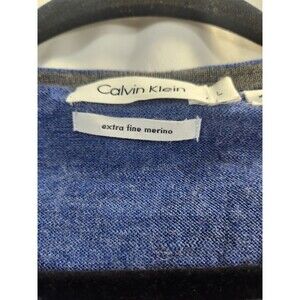 Calvin Klein
L
extra fine merino